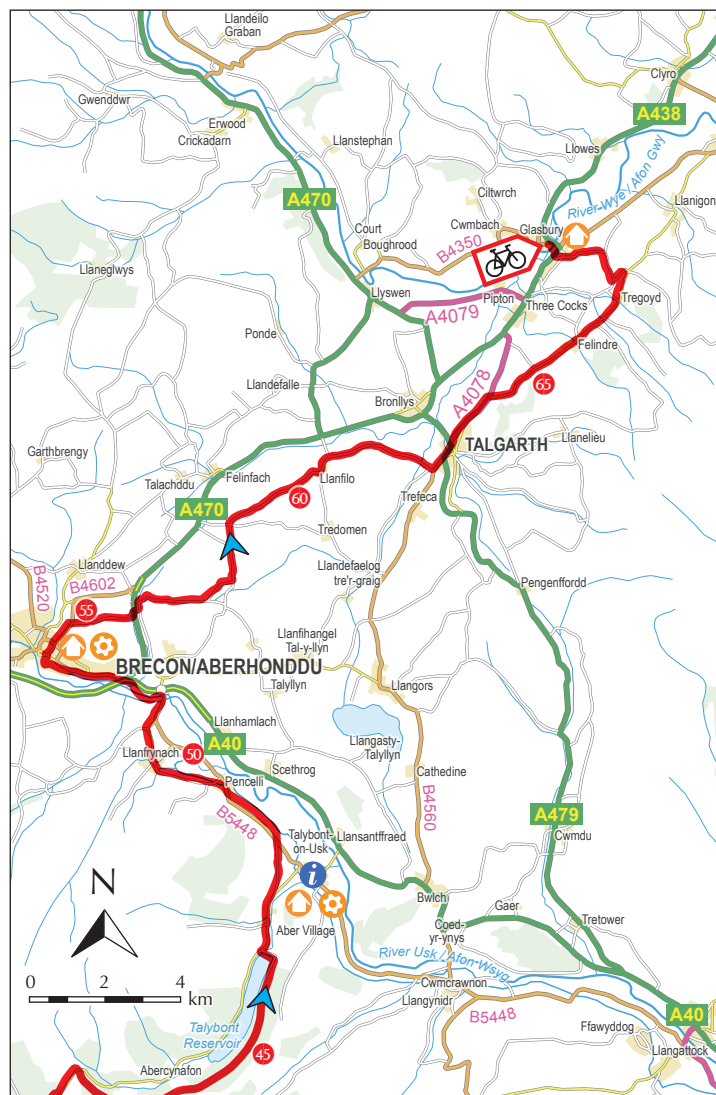 Llandeilo
Graban
Clyro
Gwenddwr
A438
Erwood
Crickadarn
Llanstephan
Llowes
River Wye / Afon Gwy
A470
Ciltwrch
Llanigon
Court
Cwmbach
Glasbury
Boughrood
B4350
Llaneglwys
Llyswen
Pipton
Tregoyd
A4079
Three Cocks
Ponde
Felindre
Llandefalle
A4078
65
Bronllys
Llanelieu
TALGARTH
Garthbrengy
Talachddu
Felinfach
Llanfilo
60
Trefeca
A470
Tredomen
Llanddew
Llandefaelog
tre'r-graig
B4520
B4602
Pengenffordd
55
Llanfihangel
Tal-y-llyn
BRECON/ABERHONDDU
Talyllyn
Llangors
Llanhamlach
Llangasty-
Talyllyn
A40
Llanfrynach
50
Scethrog
Cathedine
Pencelli
B4560
B5448
A479
Talybont-
on-Usk
Llansantffraed
Cwmdu
i
N
Bwlch
Gaer
Aber Village
Coed-
yr-ynys
Tretower
River Usk / Afon Wsyg
0
2
4
km
Cwmcrawnon
Llangynidr
B5448
A40
Talybont
Reservoir
Ffawyddog
Llangattock
45
Abercynafon